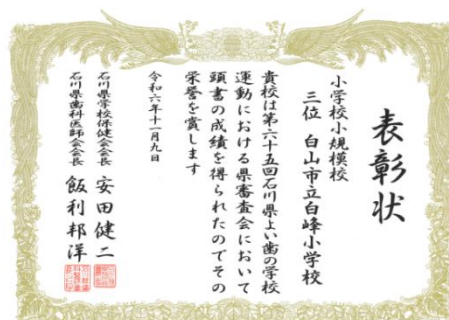 表彰状
小学校小規模校
三位 白山市立白峰小学校
貴校は第六十五回石川県よい歯の学校
運動における県審査会において
頭書の成績を得られたのでその
栄誉を賞します
令和六年十一月九日
石川県学校保健会会長 安田健二
石川県歯科医師会会長 飯利邦洋